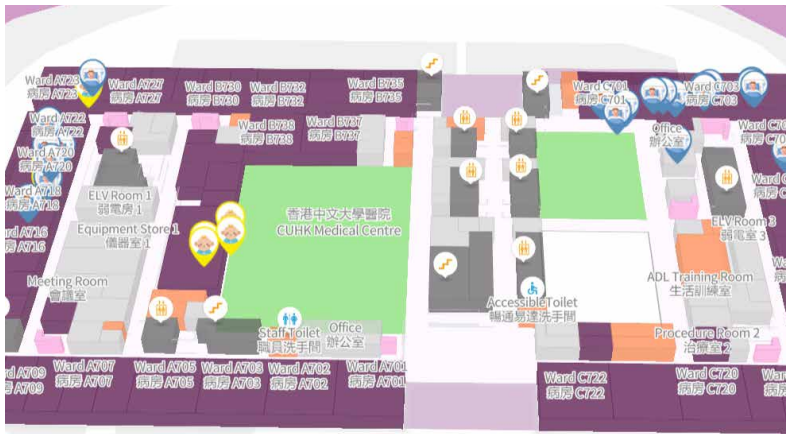 Ward A723
病房 A723
Ward A727
病房 A727
Ward B730
病房 B730
Ward B732
病房 B732
Ward B735
病房 B735
Ward C701
病房 C701
Ward C703
病房 C703
Ward A722
病房 A722
Ward B738
病房 B738
Ward B737
病房 B737
Office
辦公室
Ward A720
病房 A720
Ward A718
病房 A718
ELV Room 1
弱電房 1
Equipment Store 1
儀器室 1
香港中文大學醫院
CUHK Medical Centre
ELV Room 3
弱電室 3
A716
A716
Meeting Room
會議室
ADL Training Room
生活訓練室
Accessible Toilet
暢通易達洗手間
Staff Toilet
職員洗手間
Office
辦公室
Procedure Room 2
治療室 2
A709
房 A709
Ward A707
病房 A707
Ward A705
病房 A705
Ward A703
病房 A703
Ward A702
病房 A702
Ward A701
病房 A701
Ward C722
病房 C722
Ward C720
病房 C720